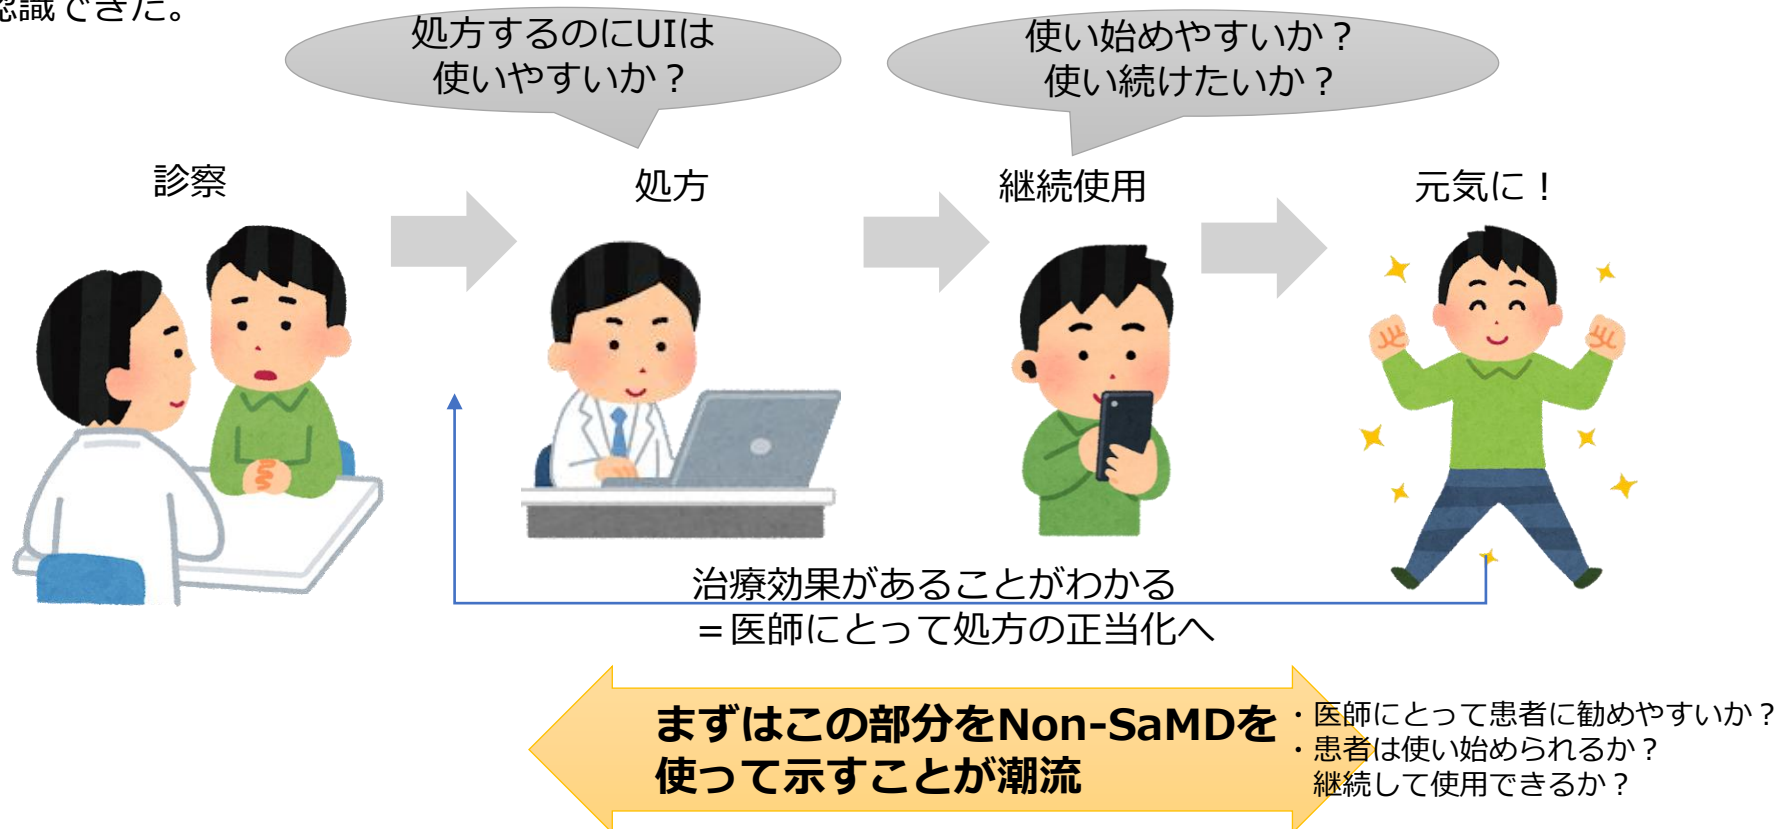 認識できた。
処方するのにUIは
使いやすいか?
使い始めやすいか?
使い続けたいか?
診察
処方
継続使用
元気に!
治療効果があることがわかる
=医師にとって処方の正当化へ
まずはこの部分をNon-SaMDを
使って示すことが潮流
・医師にとって患者に勧めやすいか?
・患者は使い始められるか?
継続して使用できるか?